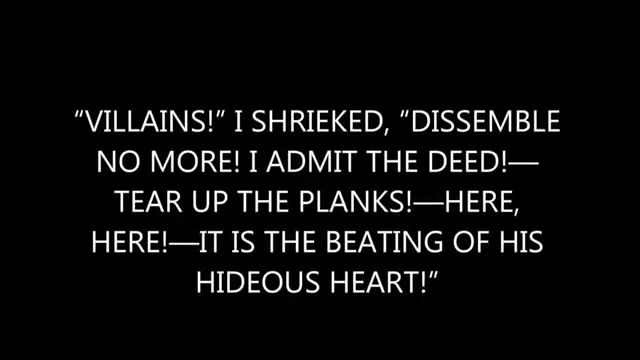 “VILLAINS!” I SHRIEKED, “DISSEMBLE
NO MORE! I ADMIT THE DEED!—
TEAR UP THE PLANKS!—HERE,
HERE!—IT IS THE BEATING OF HIS
HIDEOUS HEART!”